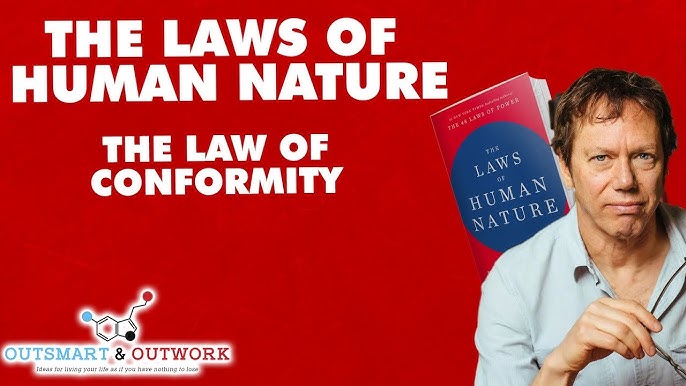 THE LAWS OF
HUMAN NATURE
THE LAW OF
CONFORMITY
THE 48 LAWS OF POWER
THE
LAWS
OF
HUMAN
NATURE
OUTSMART & OUTWORK
Ideas for living your life as if you have nothing to lose